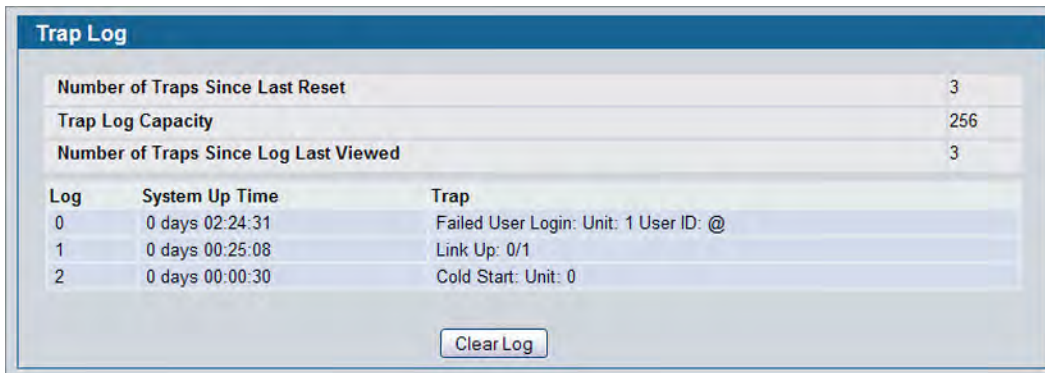 Trap Log
Number of Traps Since Last Reset 3
Trap Log Capacity 256
Number of Traps Since Log Last Viewed 3
Log System Up Time Trap
0 0 days 02:24:31 Failed User Login: Unit: 1 User ID: @
1 0 days 00:25:08 Link Up: 0/1
2 0 days 00:00:30 Cold Start: Unit: 0
Clear Log